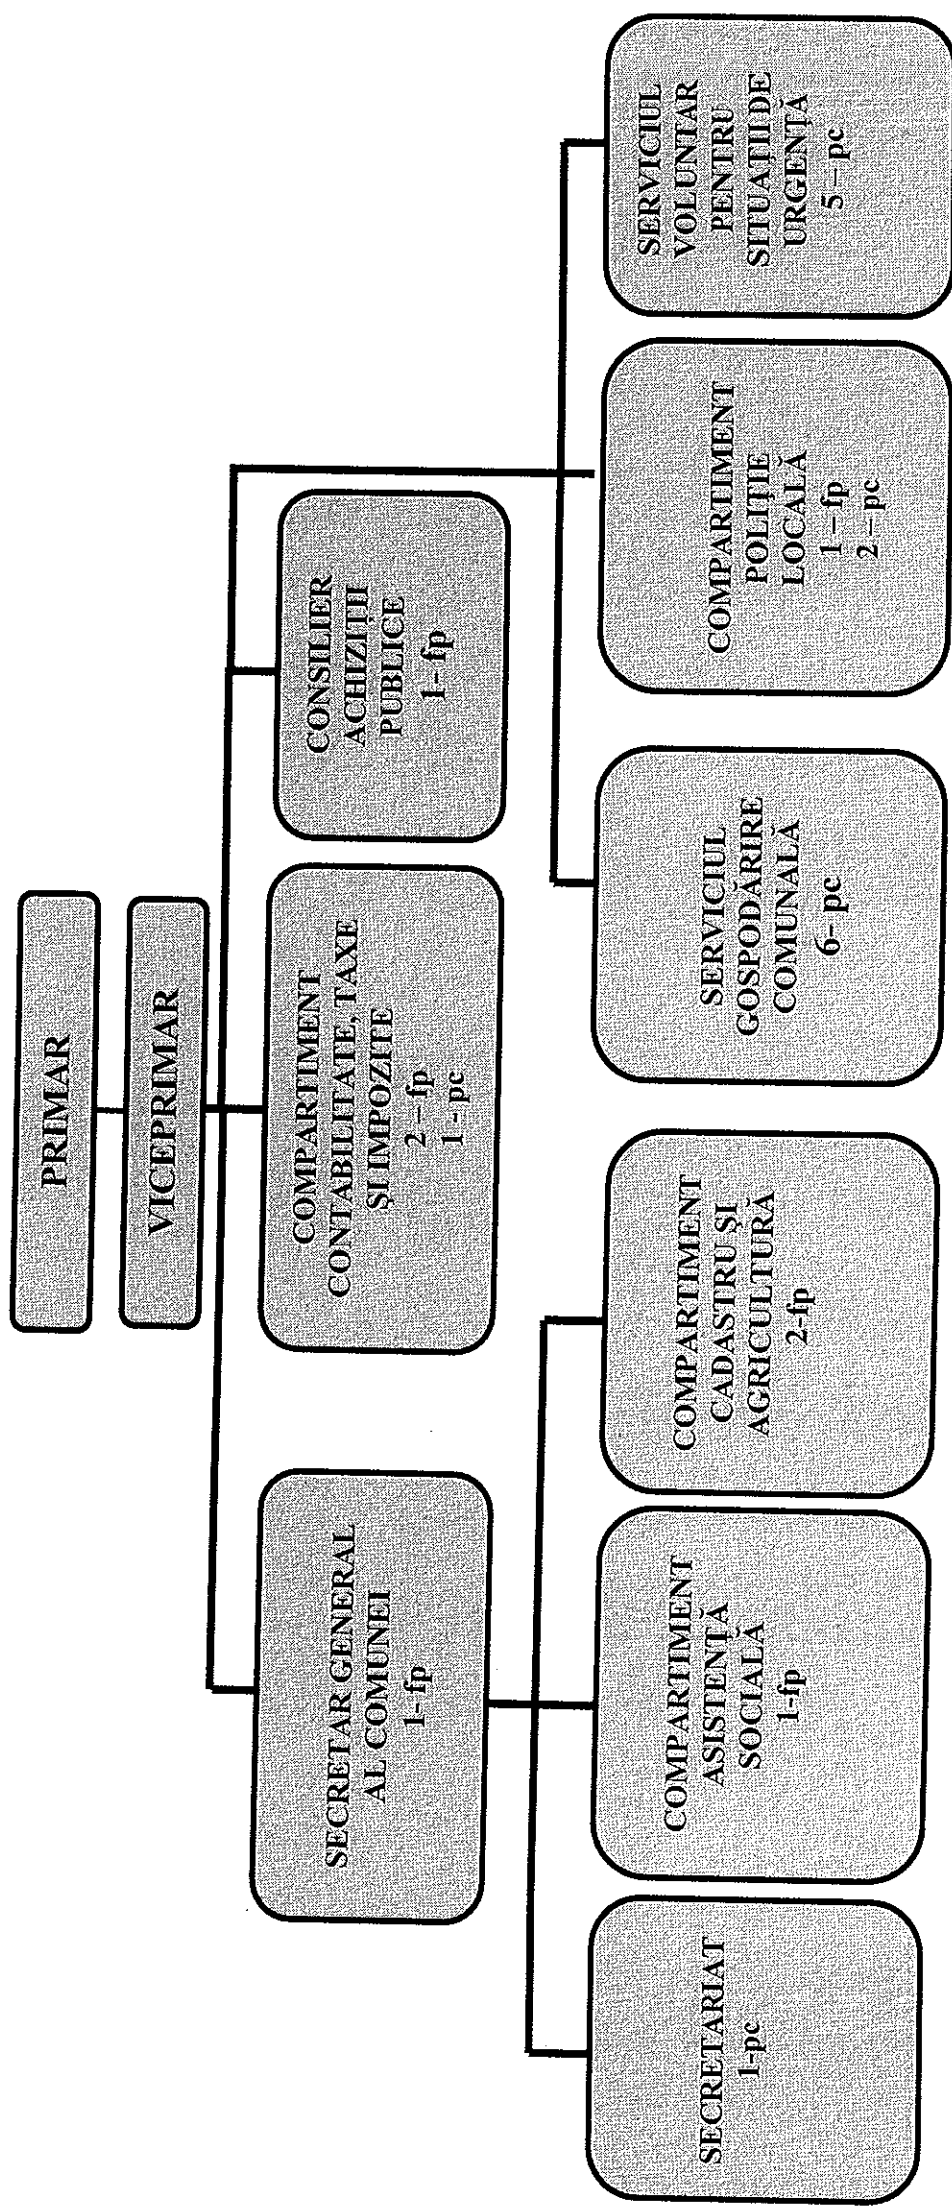 PRIMAR
VICEPRIMAR
SECRETAR GENERAL
AL COMUNEI
1- fp
COMPARTIMENT
CONTABILITATE, TAXE
ȘI IMPOZITE
2 – fp
1 - pc
CONSILIER
ACHIZIȚII
PUBLICE
1- fp
SECRETARIAT
1-pc
COMPARTIMENT
ASISTENȚĂ
SOCIALĂ
1-fp
COMPARTIMENT
CADASTRU ȘI
AGRICULTURĂ
2-fp
SERVICIUL
GOSPODĂRIRE
COMUNALĂ
6- pc
COMPARTIMENT
POLIȚIE
LOCALĂ
1 – fp
2 – pc
SERVICIUL
VOLUNTAR
PENTRU
SITUAȚII DE
URGENȚĂ
5 – pc